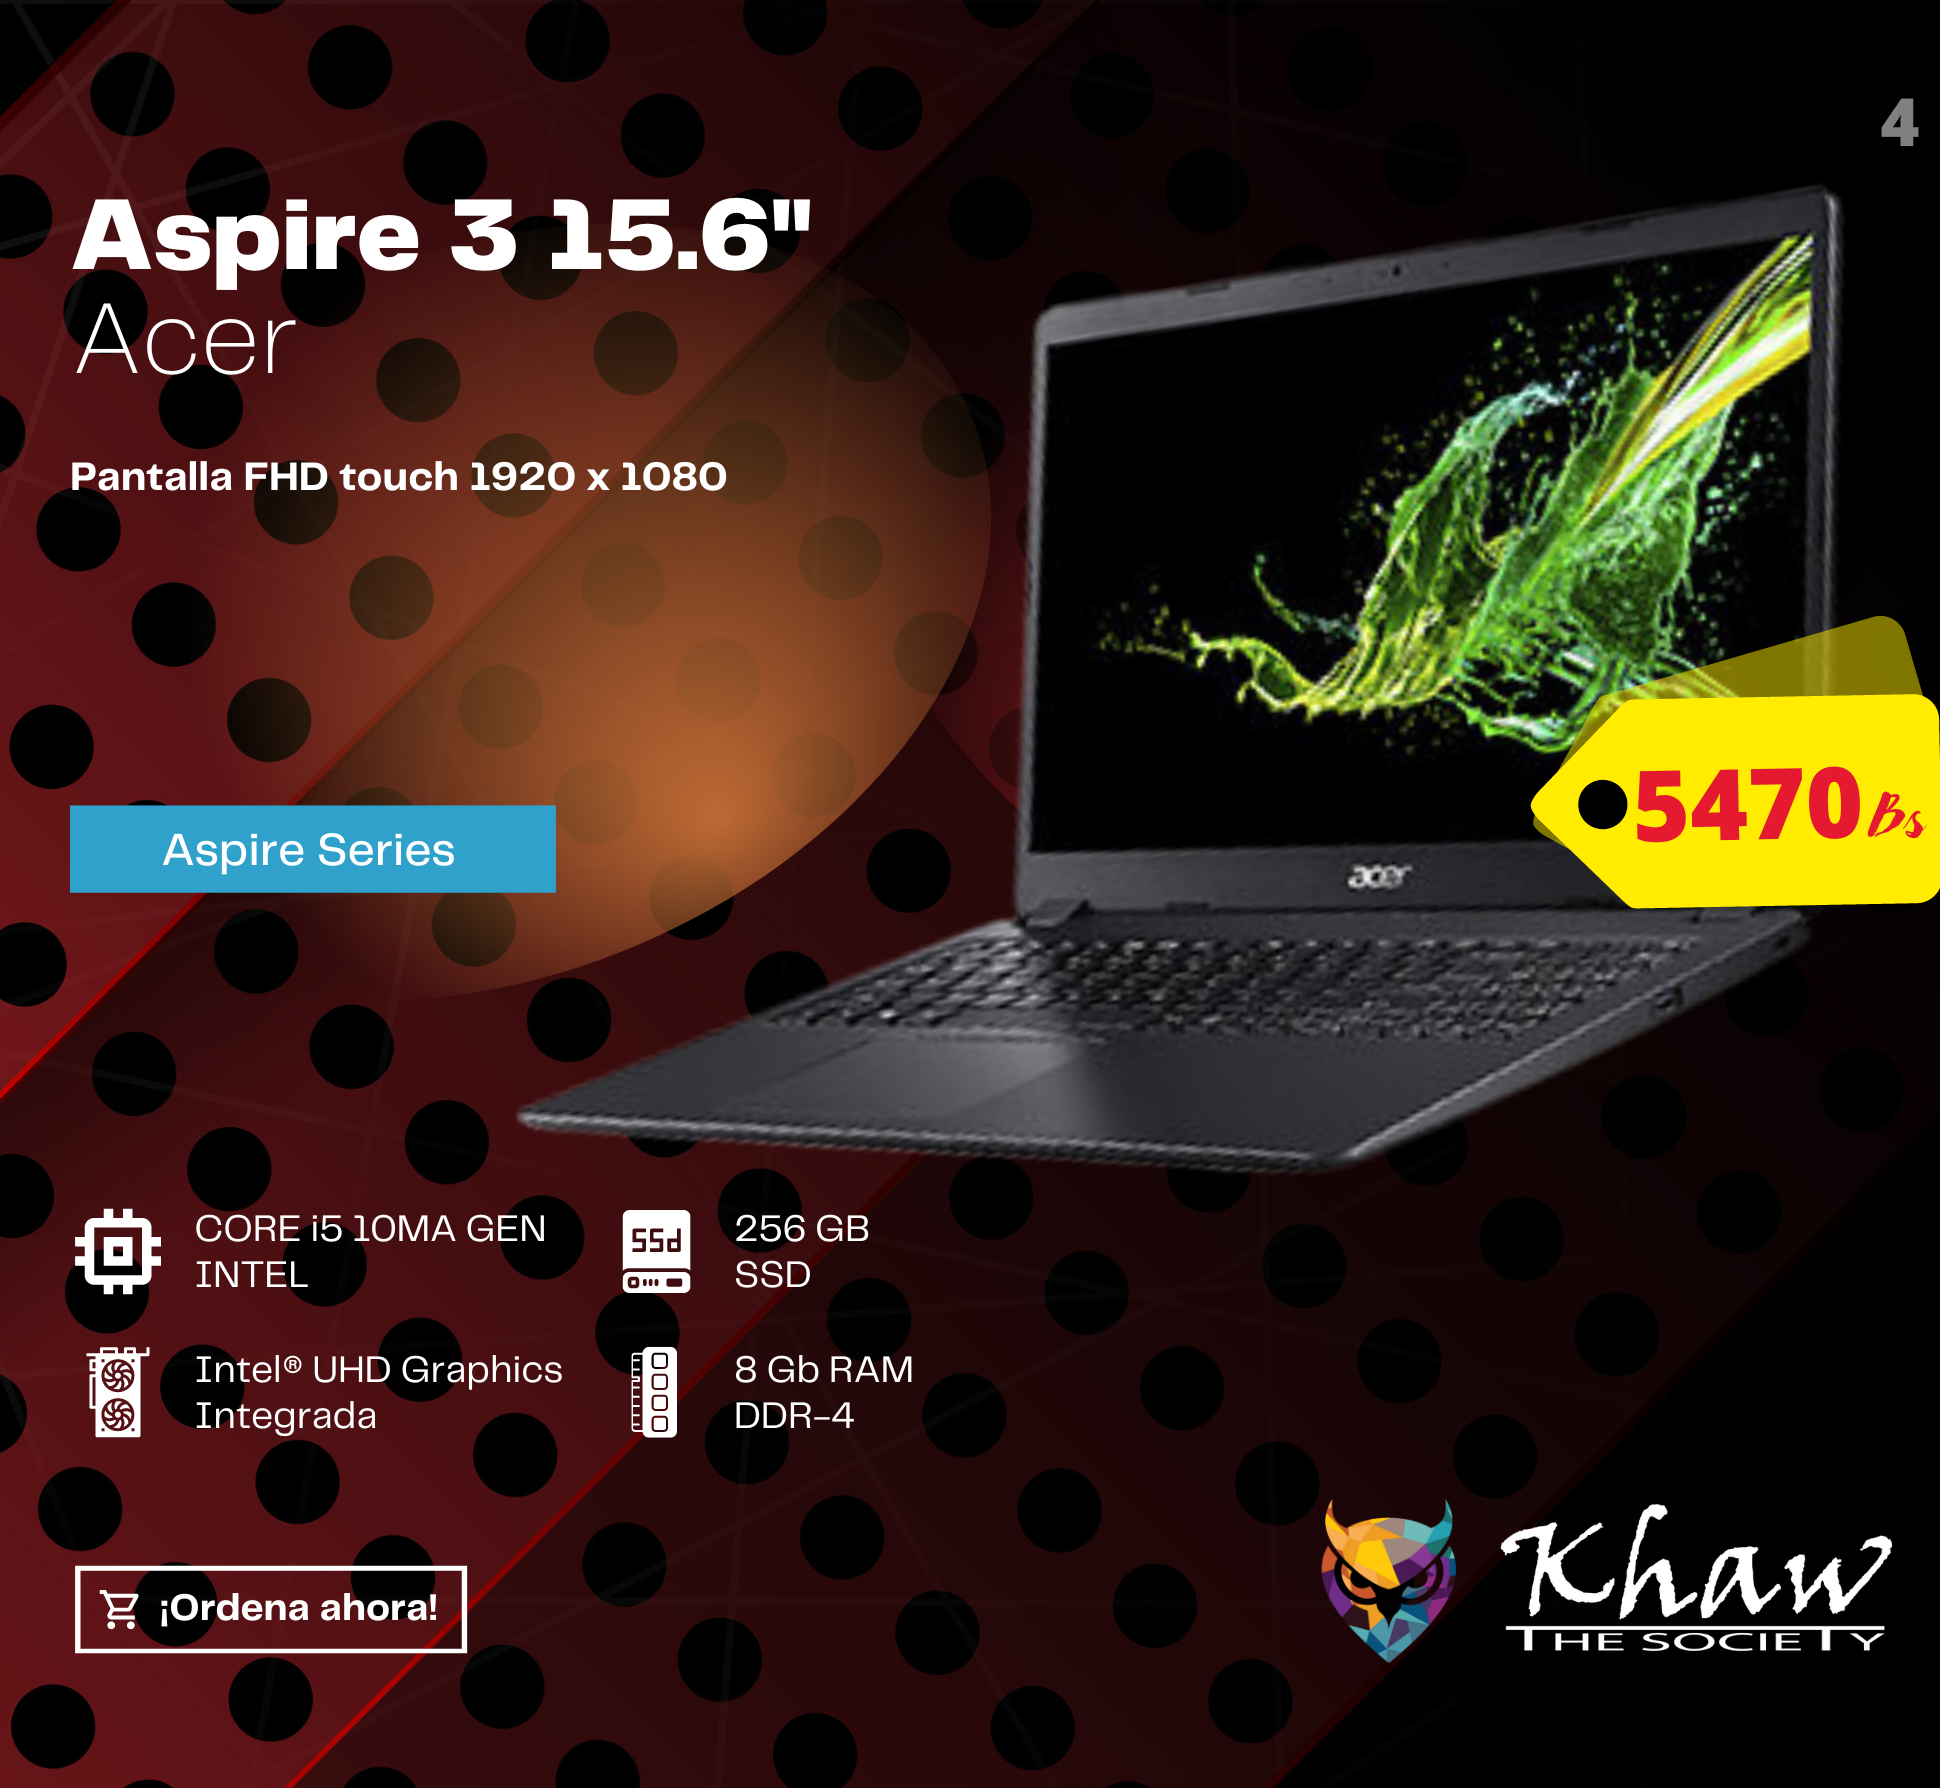 4
Aspire 3 15.6"
Acer
Pantalla FHD touch 1920 x 1080
5470 Bs
Aspire Series
acer
CORE i5 10MA GEN
INTEL
ssd
256 GB
SSD
Intel® UHD Graphics
Integrada
8 Gb RAM
DDR-4
¡Ordena ahora!
Khaw
THE SOCIETY